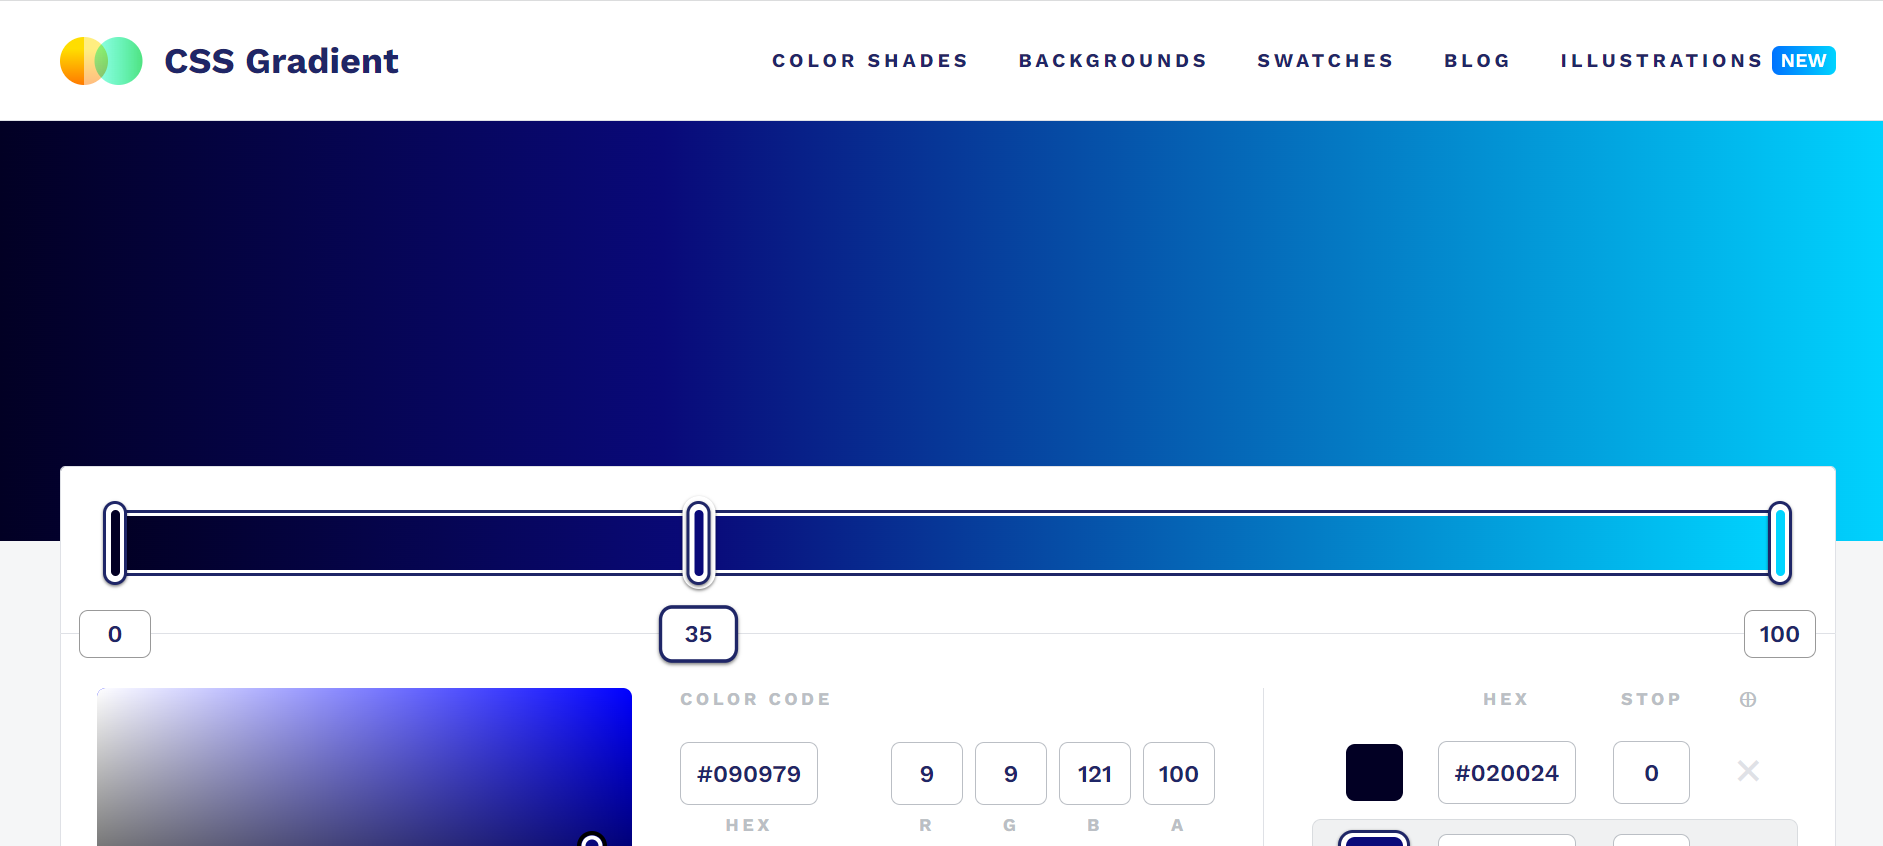 CSS Gradient
COLOR SHADES
BACKGROUNDS
SWATCHES
BLOG
ILLUSTRATIONS NEW
0
35
100
COLOR CODE
#090979
9
9
121
100
HEX
R
G
B
A
HEX
STOP
#020024
0